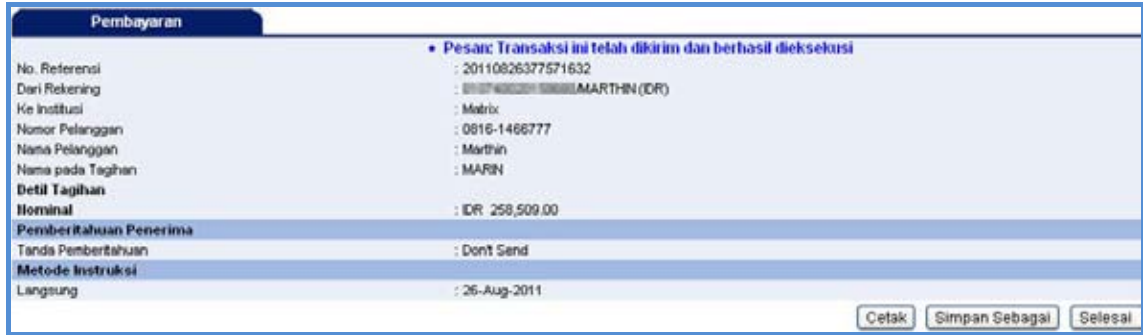 Pembayaran
• Pesan: Transaksi ini telah dikirim dan berhasil dieksekusi
No. Referensi : 20110826377571632
Dari Rekening : /MARTHIN (IDR)
Ke Institusi : Matrix
Nomor Pelanggan : 0816-1466777
Nama Pelanggan : Marthin
Nama pada Tagihan : MARIN
Detil Tagihan
Nominal : IDR 258,509.00
Pemberitahuan Penerima
Tanda Pemberitahuan : Don't Send
Metode Instruksi
Langsung : 26-Aug-2011
Cetak Simpan Sebagai Selesai